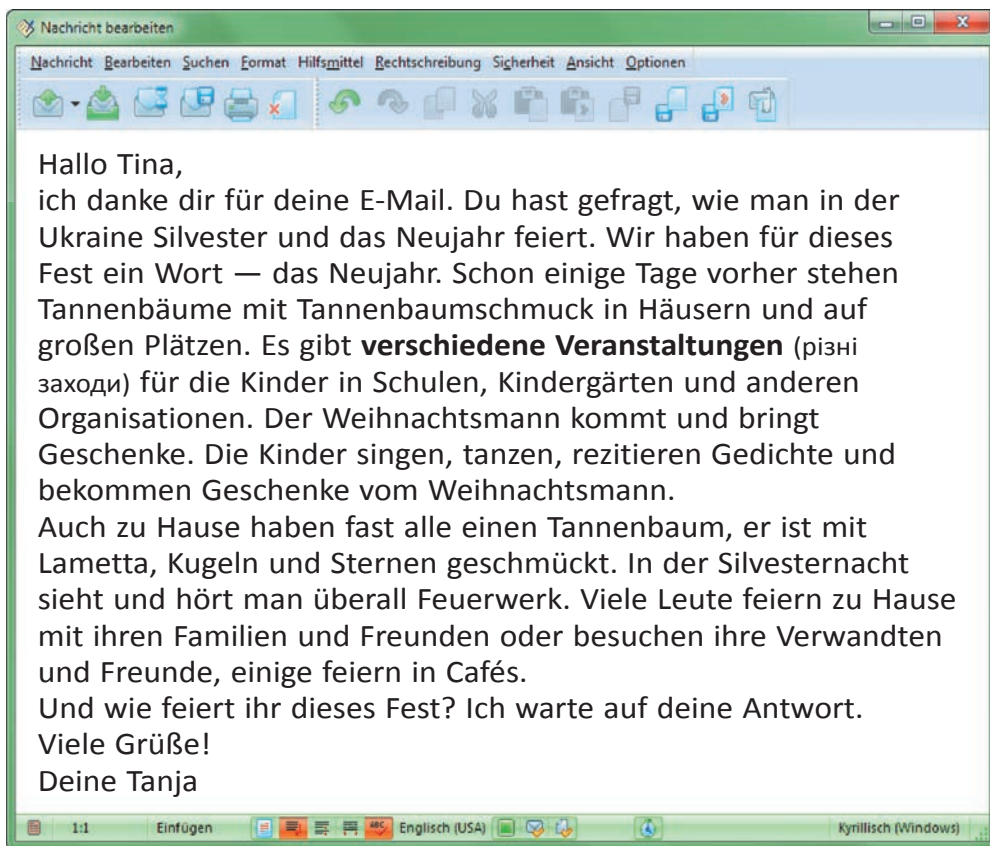 Nachricht bearbeiten
Nachricht Bearbeiten Suchen Format Hilfsmittel Rechtschreibung Sicherheit Ansicht Optionen
Hallo Tina,
ich danke dir für deine E-Mail. Du hast gefragt, wie man in der
Ukraine Silvester und das Neujahr feiert. Wir haben für dieses
Fest ein Wort — das Neujahr. Schon einige Tage vorher stehen
Tannenbäume mit Tannenbaumschmuck in Häusern und auf
großen Plätzen. Es gibt verschiedene Veranstaltungen (різні
заходи) für die Kinder in Schulen, Kindergärten und anderen
Organisationen. Der Weihnachtsmann kommt und bringt
Geschenke. Die Kinder singen, tanzen, rezitieren Gedichte und
bekommen Geschenke vom Weihnachtsmann.
Auch zu Hause haben fast alle einen Tannenbaum, er ist mit
Lametta, Kugeln und Sternen geschmückt. In der Silvesternacht
sieht und hört man überall Feuerwerk. Viele Leute feiern zu Hause
mit ihren Familien und Freunden oder besuchen ihre Verwandten
und Freunde, einige feiern in Cafés.
Und wie feiert ihr dieses Fest? Ich warte auf deine Antwort.
Viele Grüße!
Deine Tanja
1:1 Einfügen ABC Englisch (USA) Kyrillisch (Windows)